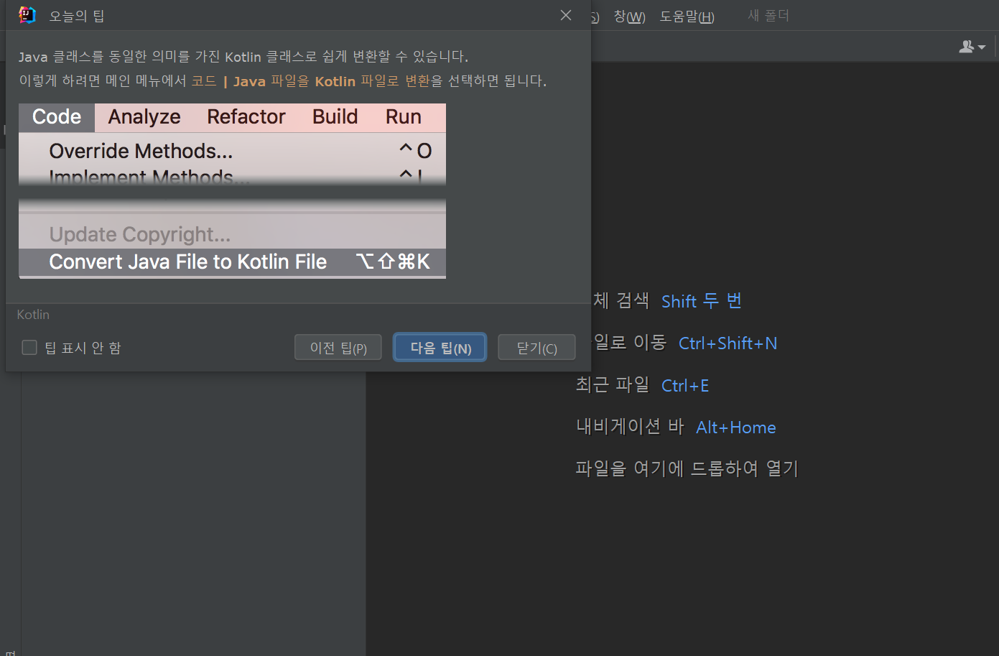 오늘의 팁
S) 창(W) 도움말(H) 새 폴더
Java 클래스를 동일한 의미를 가진 Kotlin 클래스로 쉽게 변환할 수 있습니다.
이렇게 하려면 메인 메뉴에서 코드 | Java 파일을 Kotlin 파일로 변환을 선택하면 됩니다.
Code Analyze Refactor Build Run
Override Methods... ^O
Implement Methods... ^I
Update Copyright...
Convert Java File to Kotlin File ⌥⇧⌘K
Kotlin
팁 표시 안 함
이전 팁(P) 다음 팁(N) 닫기(C)
체 검색 Shift 두 번
일로 이동 Ctrl+Shift+N
최근 파일 Ctrl+E
내비게이션 바 Alt+Home
파일을 여기에 드롭하여 열기